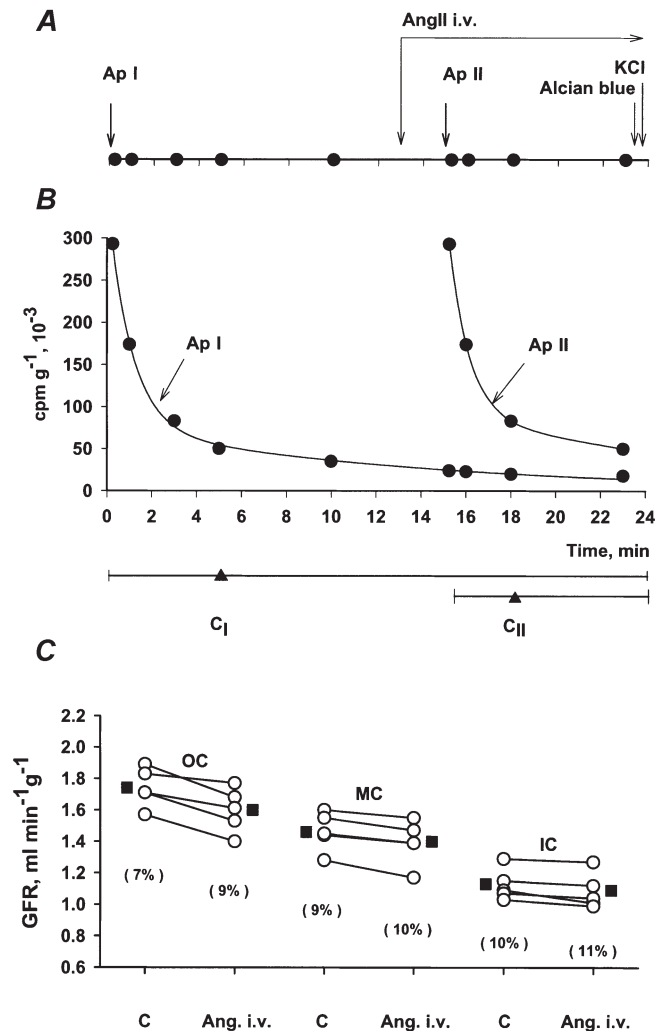 A
AngII i.v.
Ap I
Ap II
KCl
Alcian blue
B
300
250
200
150
100
50
0
cpm g⁻¹, 10⁻³
Ap I
Ap II
0 2 4 6 8 10 12 14 16 18 20 22 24
Time, min
C_I
C_II
C
2.2
2.0
1.8
1.6
1.4
1.2
1.0
0.8
0.6
GFR, ml min⁻¹g⁻¹
OC
MC
IC
( 7% )
( 9% )
( 9% )
( 10% )
( 10% )
( 11% )
C Ang. i.v. C Ang. i.v. C Ang. i.v.